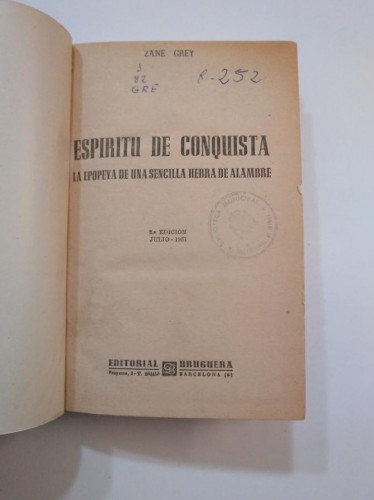 ZANE GREY
J
82
GRE
R-252
ESPIRITU DE CONQUISTA
LA EPOPEYA DE UNA SENCILLA HEBRA DE ALAMBRE
2.ª EDICION
JULIO - 1951
EDITORIAL BRUGUERA
BARCELONA